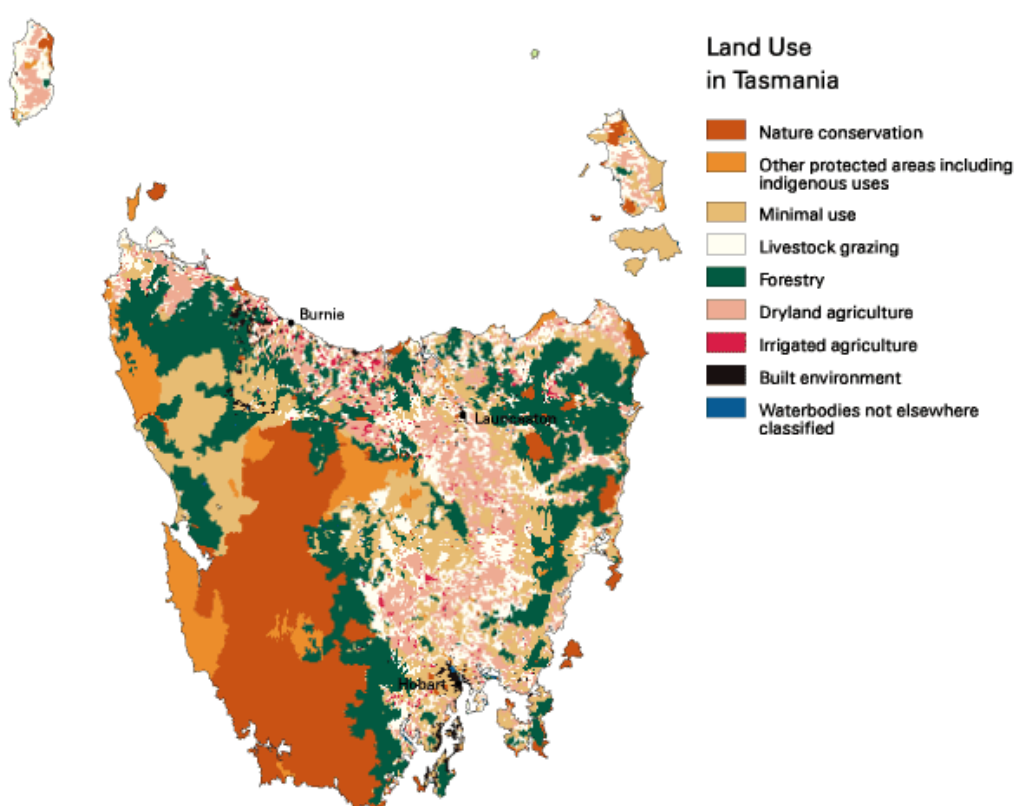 Land Use
in Tasmania
Nature conservation
Other protected areas including
indigenous uses
Minimal use
Livestock grazing
Forestry
Dryland agriculture
Irrigated agriculture
Built environment
Waterbodies not elsewhere
classified
Burnie
Launceston
Hobart